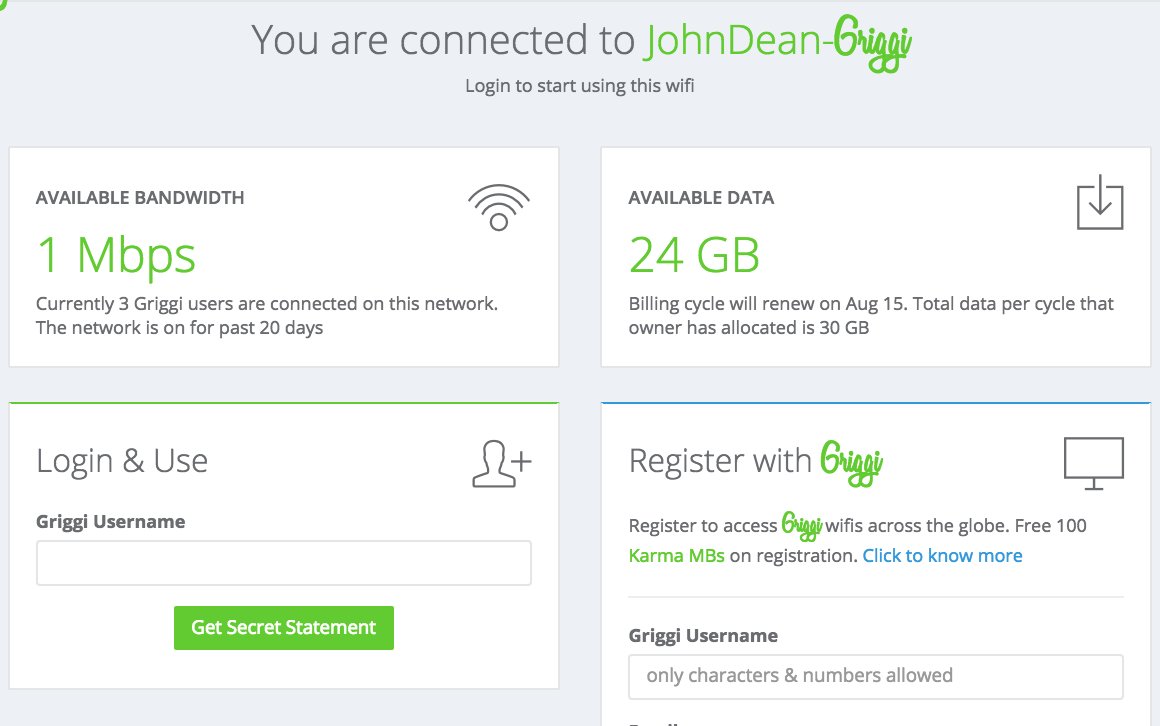 You are connected to JohnDean-Griggi
Login to start using this wifi
AVAILABLE BANDWIDTH
1 Mbps
Currently 3 Griggi users are connected on this network.
The network is on for past 20 days
AVAILABLE DATA
24 GB
Billing cycle will renew on Aug 15. Total data per cycle that
owner has allocated is 30 GB
Login & Use
Griggi Username
Get Secret Statement
Register with Griggi
Register to access Griggi wifis across the globe. Free 100
Karma MBs on registration. Click to know more
Griggi Username
only characters & numbers allowed